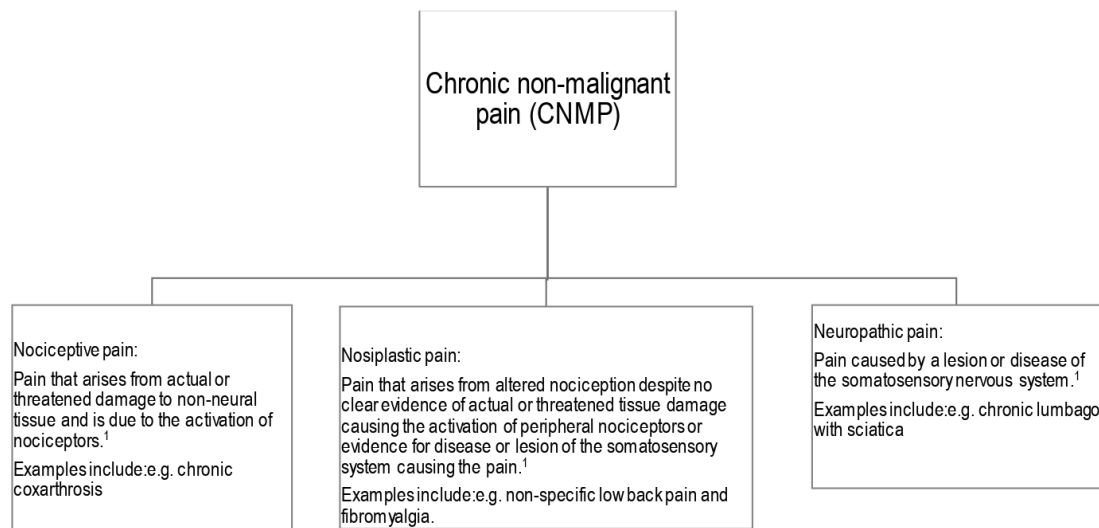 Chronic non-malignant
pain (CNMP)
Nociceptive pain:
Pain that arises from actual or
threatened damage to non-neural
tissue and is due to the activation of
nociceptors.1
Examples include:e.g. chronic
coxarthrosis
Nosiplastic pain:
Pain that arises from altered nociception despite no
clear evidence of actual or threatened tissue damage
causing the activation of peripheral nociceptors or
evidence for disease or lesion of the somatosensory
system causing the pain.1
Examples include:e.g. non-specific low back pain and
fibromyalgia.
Neuropathic pain:
Pain caused by a lesion or disease of
the somatosensory nervous system.1
Examples include:e.g. chronic lumbago
with sciatica